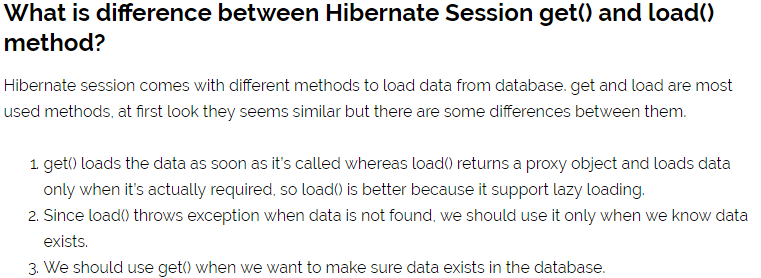 What is difference between Hibernate Session get() and load()
method?
Hibernate session comes with different methods to load data from database. get and load are most
used methods, at first look they seems similar but there are some differences between them.
1. get() loads the data as soon as it's called whereas load() returns a proxy object and loads data
only when it's actually required, so load() is better because it support lazy loading.
2. Since load() throws exception when data is not found, we should use it only when we know data
exists.
3. We should use get() when we want to make sure data exists in the database.